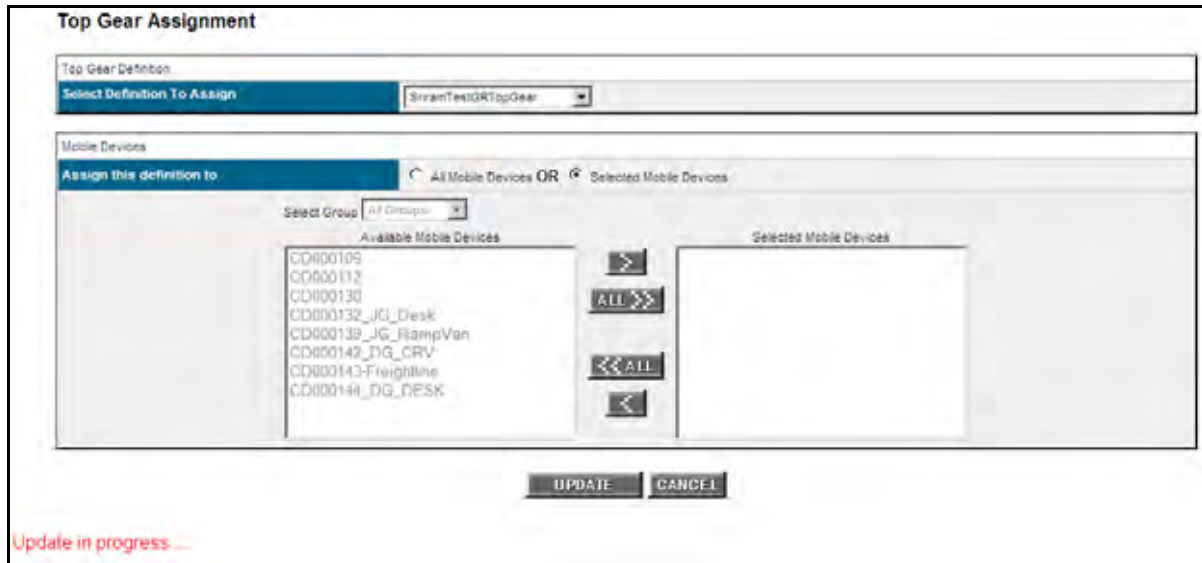 Top Gear Assignment
Top Gear Definition
Select Definition To Assign
SriramTestGRTopGear
Mobile Devices
Assign this definition to
All Mobile Devices OR Selected Mobile Devices
Select Group All Groups
Available Mobile Devices
Selected Mobile Devices
CD000109
CD000112
CD000130
CD000132_JG_Desk
CD000139_JG_RampVan
CD000142_DG_CRV
CD000143-Freightline
CD000144_DG_DESK
>
ALL >>
<< ALL
<
UPDATE CANCEL
Update in progress....